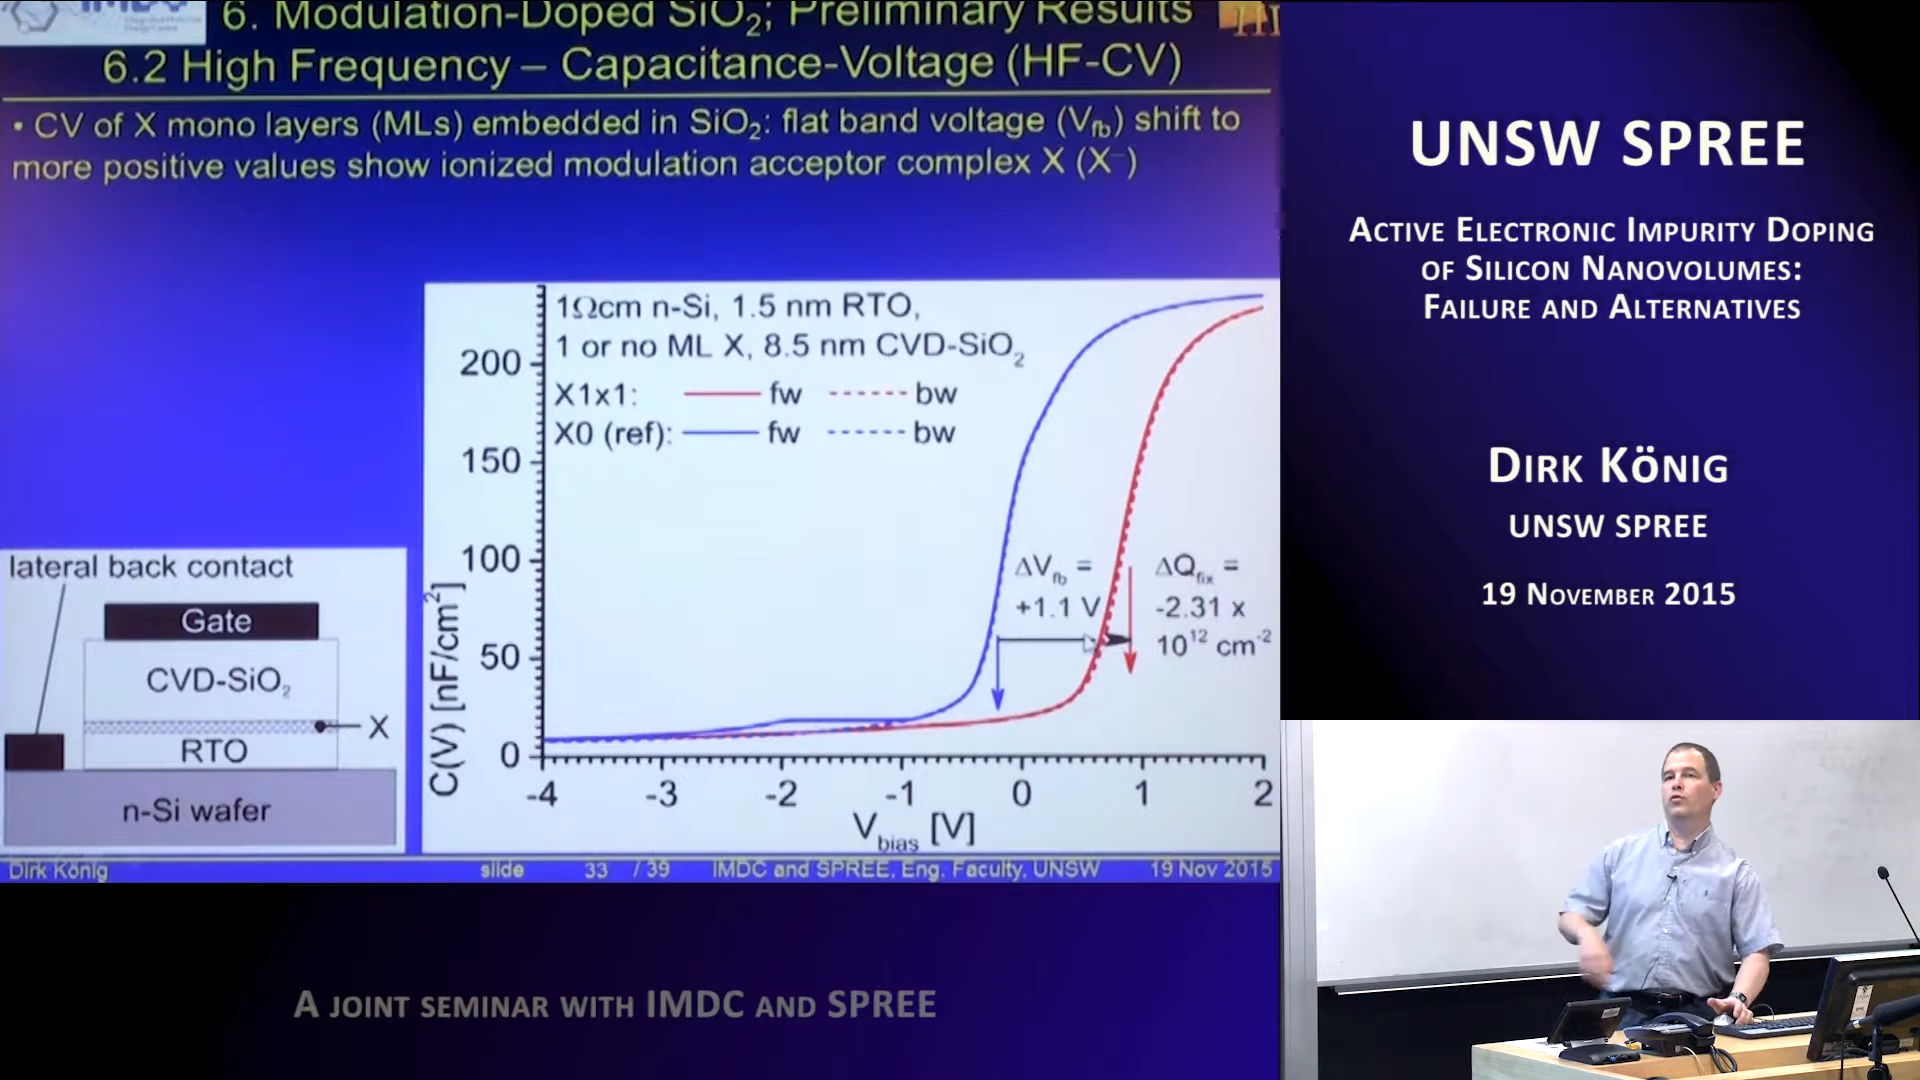 6. Modulation-Doped SiO2; Preliminary Results
6.2 High Frequency – Capacitance-Voltage (HF-CV)
• CV of X mono layers (MLs) embedded in SiO2: flat band voltage (Vfb) shift to
more positive values show ionized modulation acceptor complex X (X−)
lateral back contact
Gate
CVD-SiO2
X
RTO
n-Si wafer
1Ωcm n-Si, 1.5 nm RTO,
1 or no ML X, 8.5 nm CVD-SiO2
X1x1: fw bw
X0 (ref): fw bw
200
150
100
50
0
C(V) [nF/cm2]
ΔVfb =
+1.1 V
ΔQfix =
-2.31 x
10^12 cm-2
-4 -3 -2 -1 0 1 2
Vbias [V]
Dirk König slide 33 / 39 IMDC and SPREE, Eng. Faculty, UNSW 19 Nov 2015
A JOINT SEMINAR WITH IMDC AND SPREE
UNSW SPREE
ACTIVE ELECTRONIC IMPURITY DOPING
OF SILICON NANOVOLUMES:
FAILURE AND ALTERNATIVES
DIRK KÖNIG
UNSW SPREE
19 NOVEMBER 2015